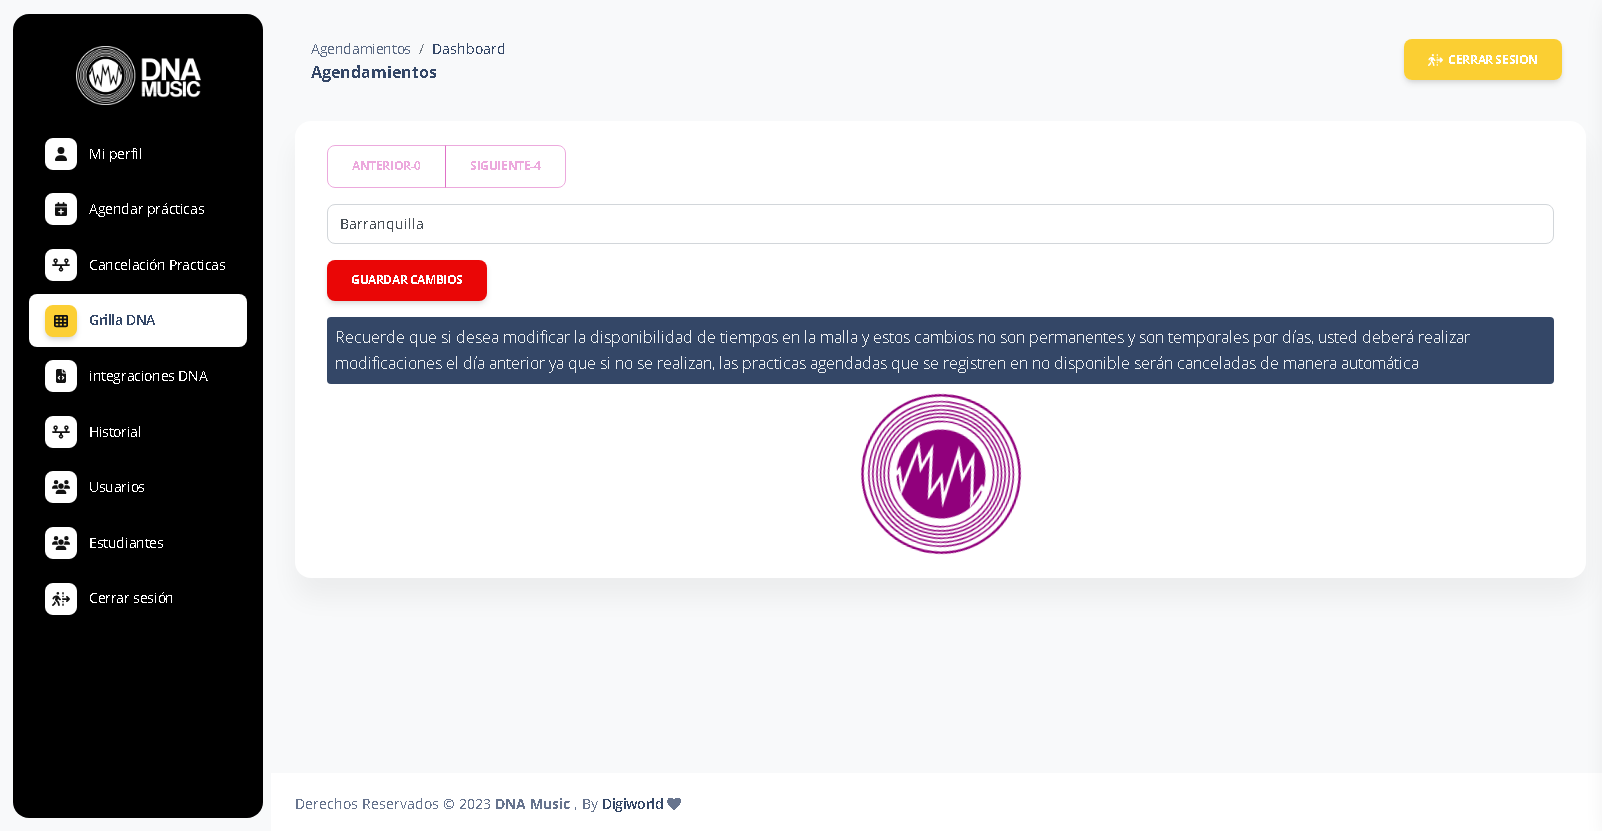 DNA
MUSIC
Mi perfil
Agendar prácticas
Cancelación Practicas
Grilla DNA
integraciones DNA
Historial
Usuarios
Estudiantes
Cerrar sesión
Agendamientos / Dashboard
Agendamientos
CERRAR SESION
ANTERIOR-0 SIGUIENTE-4
Barranquilla
GUARDAR CAMBIOS
Recuerde que si desea modificar la disponibilidad de tiempos en la malla y estos cambios no son permanentes y son temporales por días, usted deberá realizar
modificaciones el día anterior ya que si no se realizan, las practicas agendadas que se registren en no disponible serán canceladas de manera automática
Derechos Reservados © 2023 DNA Music , By Digiworld